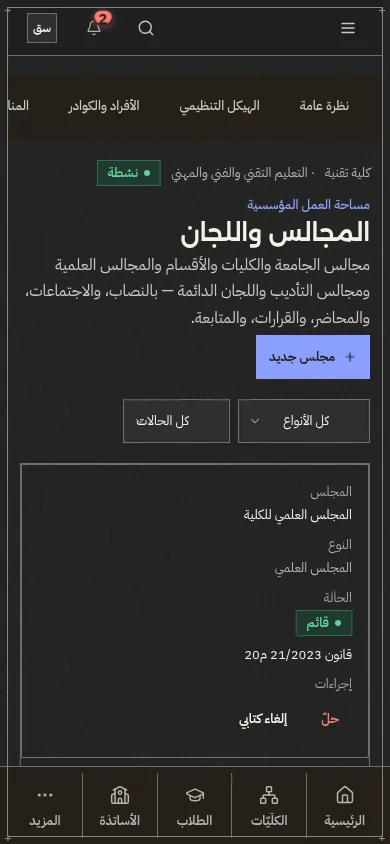 سق
2
نظرة عامة
الهيكل التنظيمي
الأفراد والكوادر
المنا
كلية تقنية · التعليم التقني والفني والمهني
نشطة
مساحة العمل المؤسسية
المجالس واللجان
مجالس الجامعة والكليات والأقسام والمجالس العلمية
ومجالس التأديب واللجان الدائمة — بالنصاب، والاجتماعات،
والمحاضر، والقرارات، والمتابعة.
+ مجلس جديد
كل الأنواع
كل الحالات
المجلس
المجلس العلمي للكلية
النوع
المجلس العلمي
الحالة
قائم
قانون 21/2023 م20
إجراءات
حلّ
إلغاء كتابي
الرئيسية
الكليّات
الطلاب
الأساتذة
المزيد